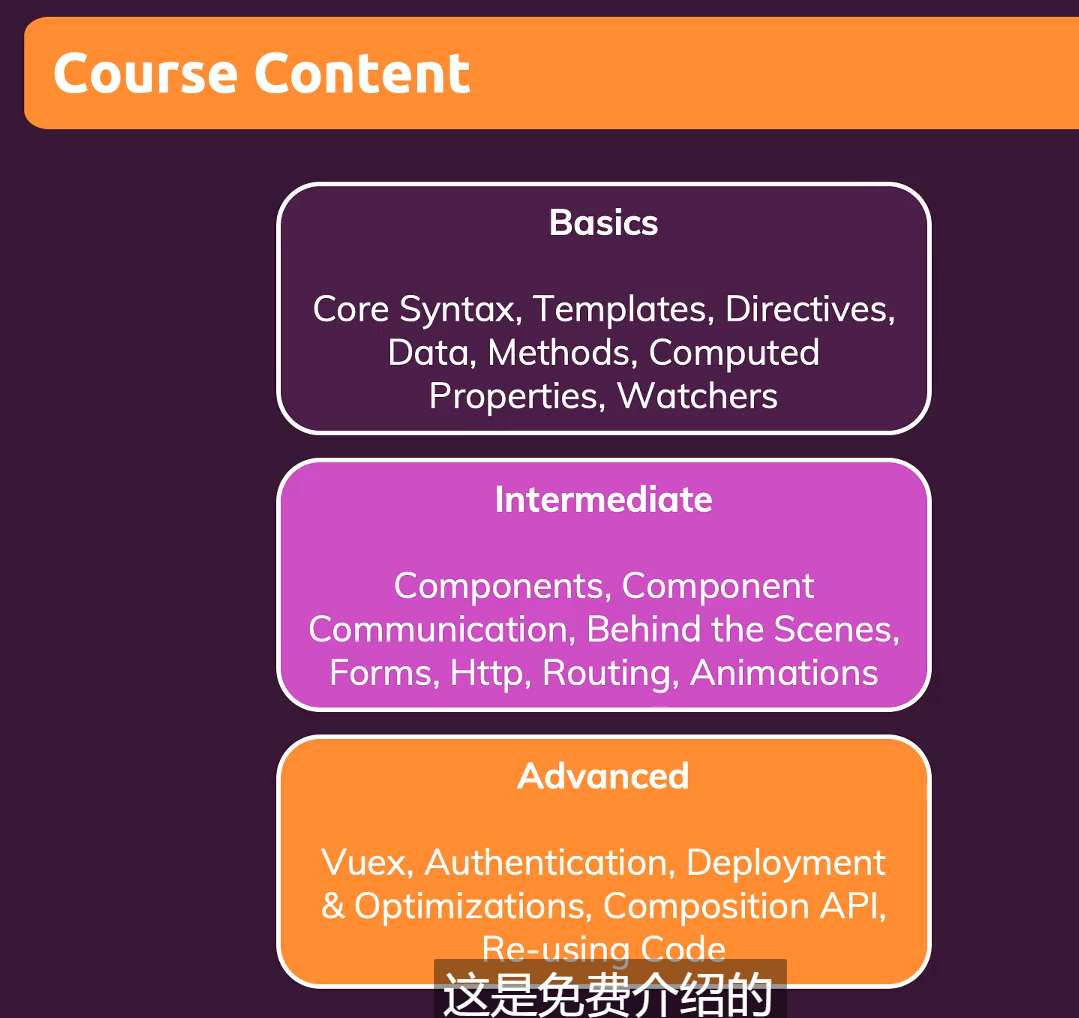 Course Content
Basics
Core Syntax, Templates, Directives,
Data, Methods, Computed
Properties, Watchers
Intermediate
Components, Component
Communication, Behind the Scenes,
Forms, Http, Routing, Animations
Advanced
Vuex, Authentication, Deployment
& Optimizations, Composition API,
Re-using Code
这是免费介绍的